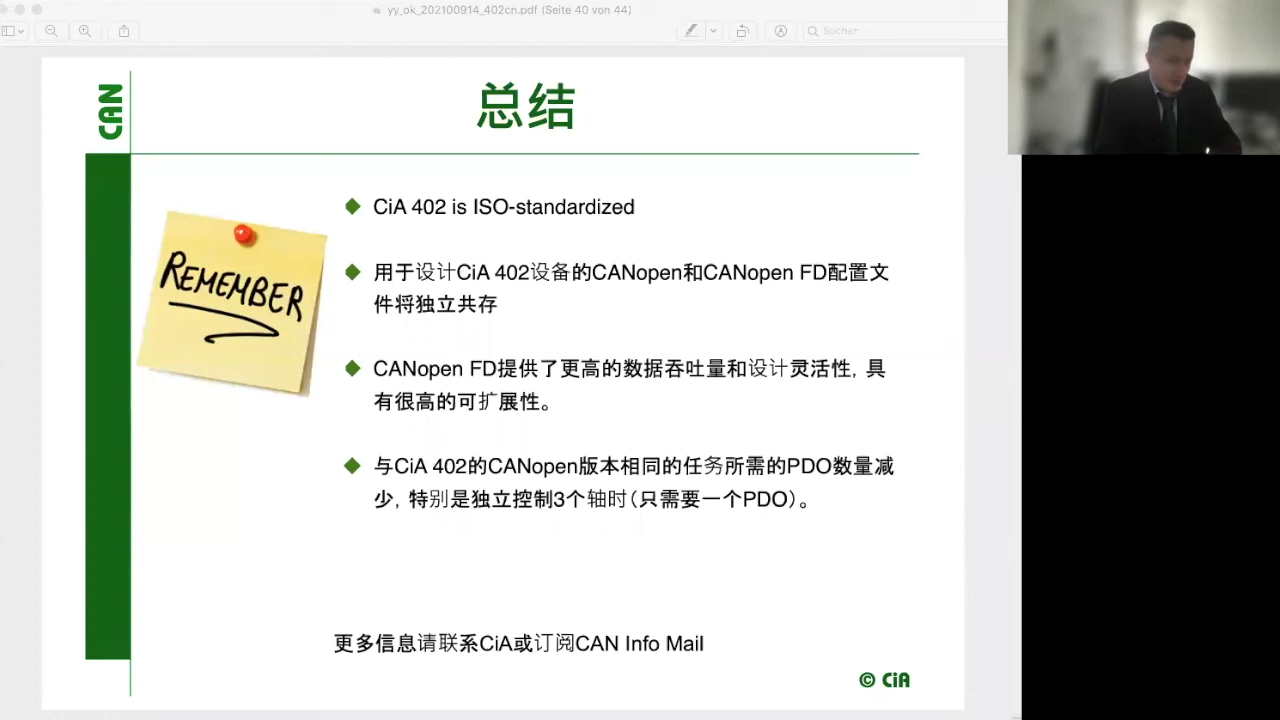 yy_ok_202100914_402cn.pdf (Seite 40 von 44)
Suchen
CAN
总结
REMEMBER
CiA 402 is ISO-standardized
用于设计CiA 402设备的CANopen和CANopen FD配置文
件将独立共存
CANopen FD提供了更高的数据吞吐量和设计灵活性, 具
有很高的可扩展性。
与CiA 402的CANopen版本相同的任务所需的PDO数量减
少, 特别是独立控制3个轴时(只需要一个PDO)。
更多信息请联系CiA或订阅CAN Info Mail
© CiA